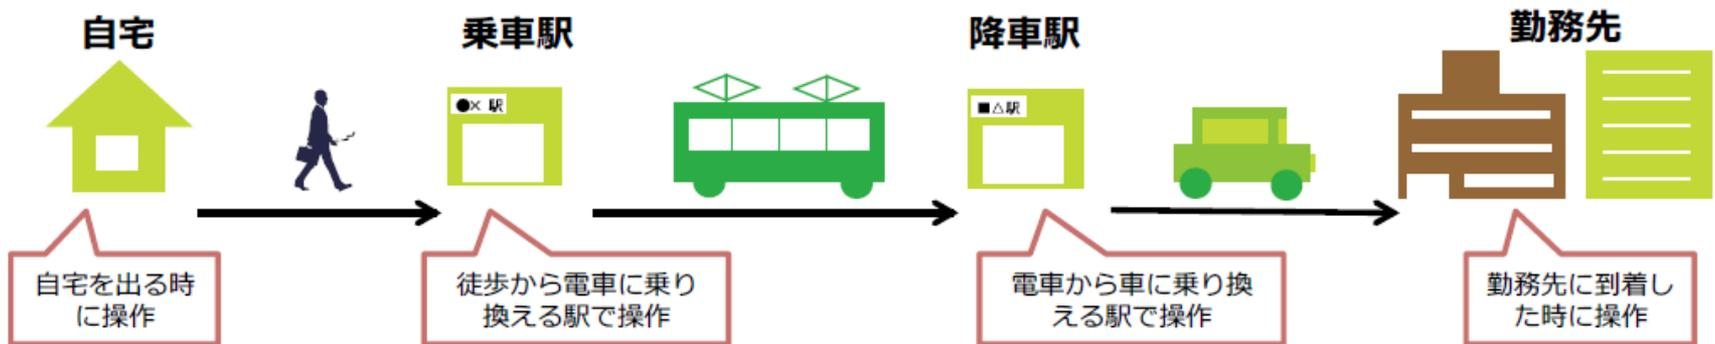 自宅
乗車駅
降車駅
勤務先
●× 駅
■△駅
自宅を出る時
に操作
徒歩から電車に乗り
換える駅で操作
電車から車に乗り換
える駅で操作
勤務先に到着し
た時に操作